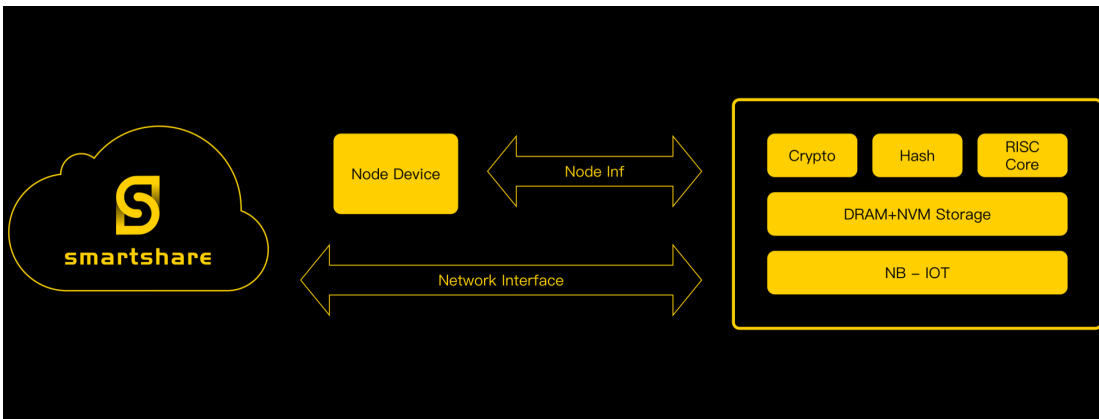 smartshare
Node Device
Node Inf
Network Interface
Crypto
Hash
RISC
Core
DRAM+NVM Storage
NB – IOT